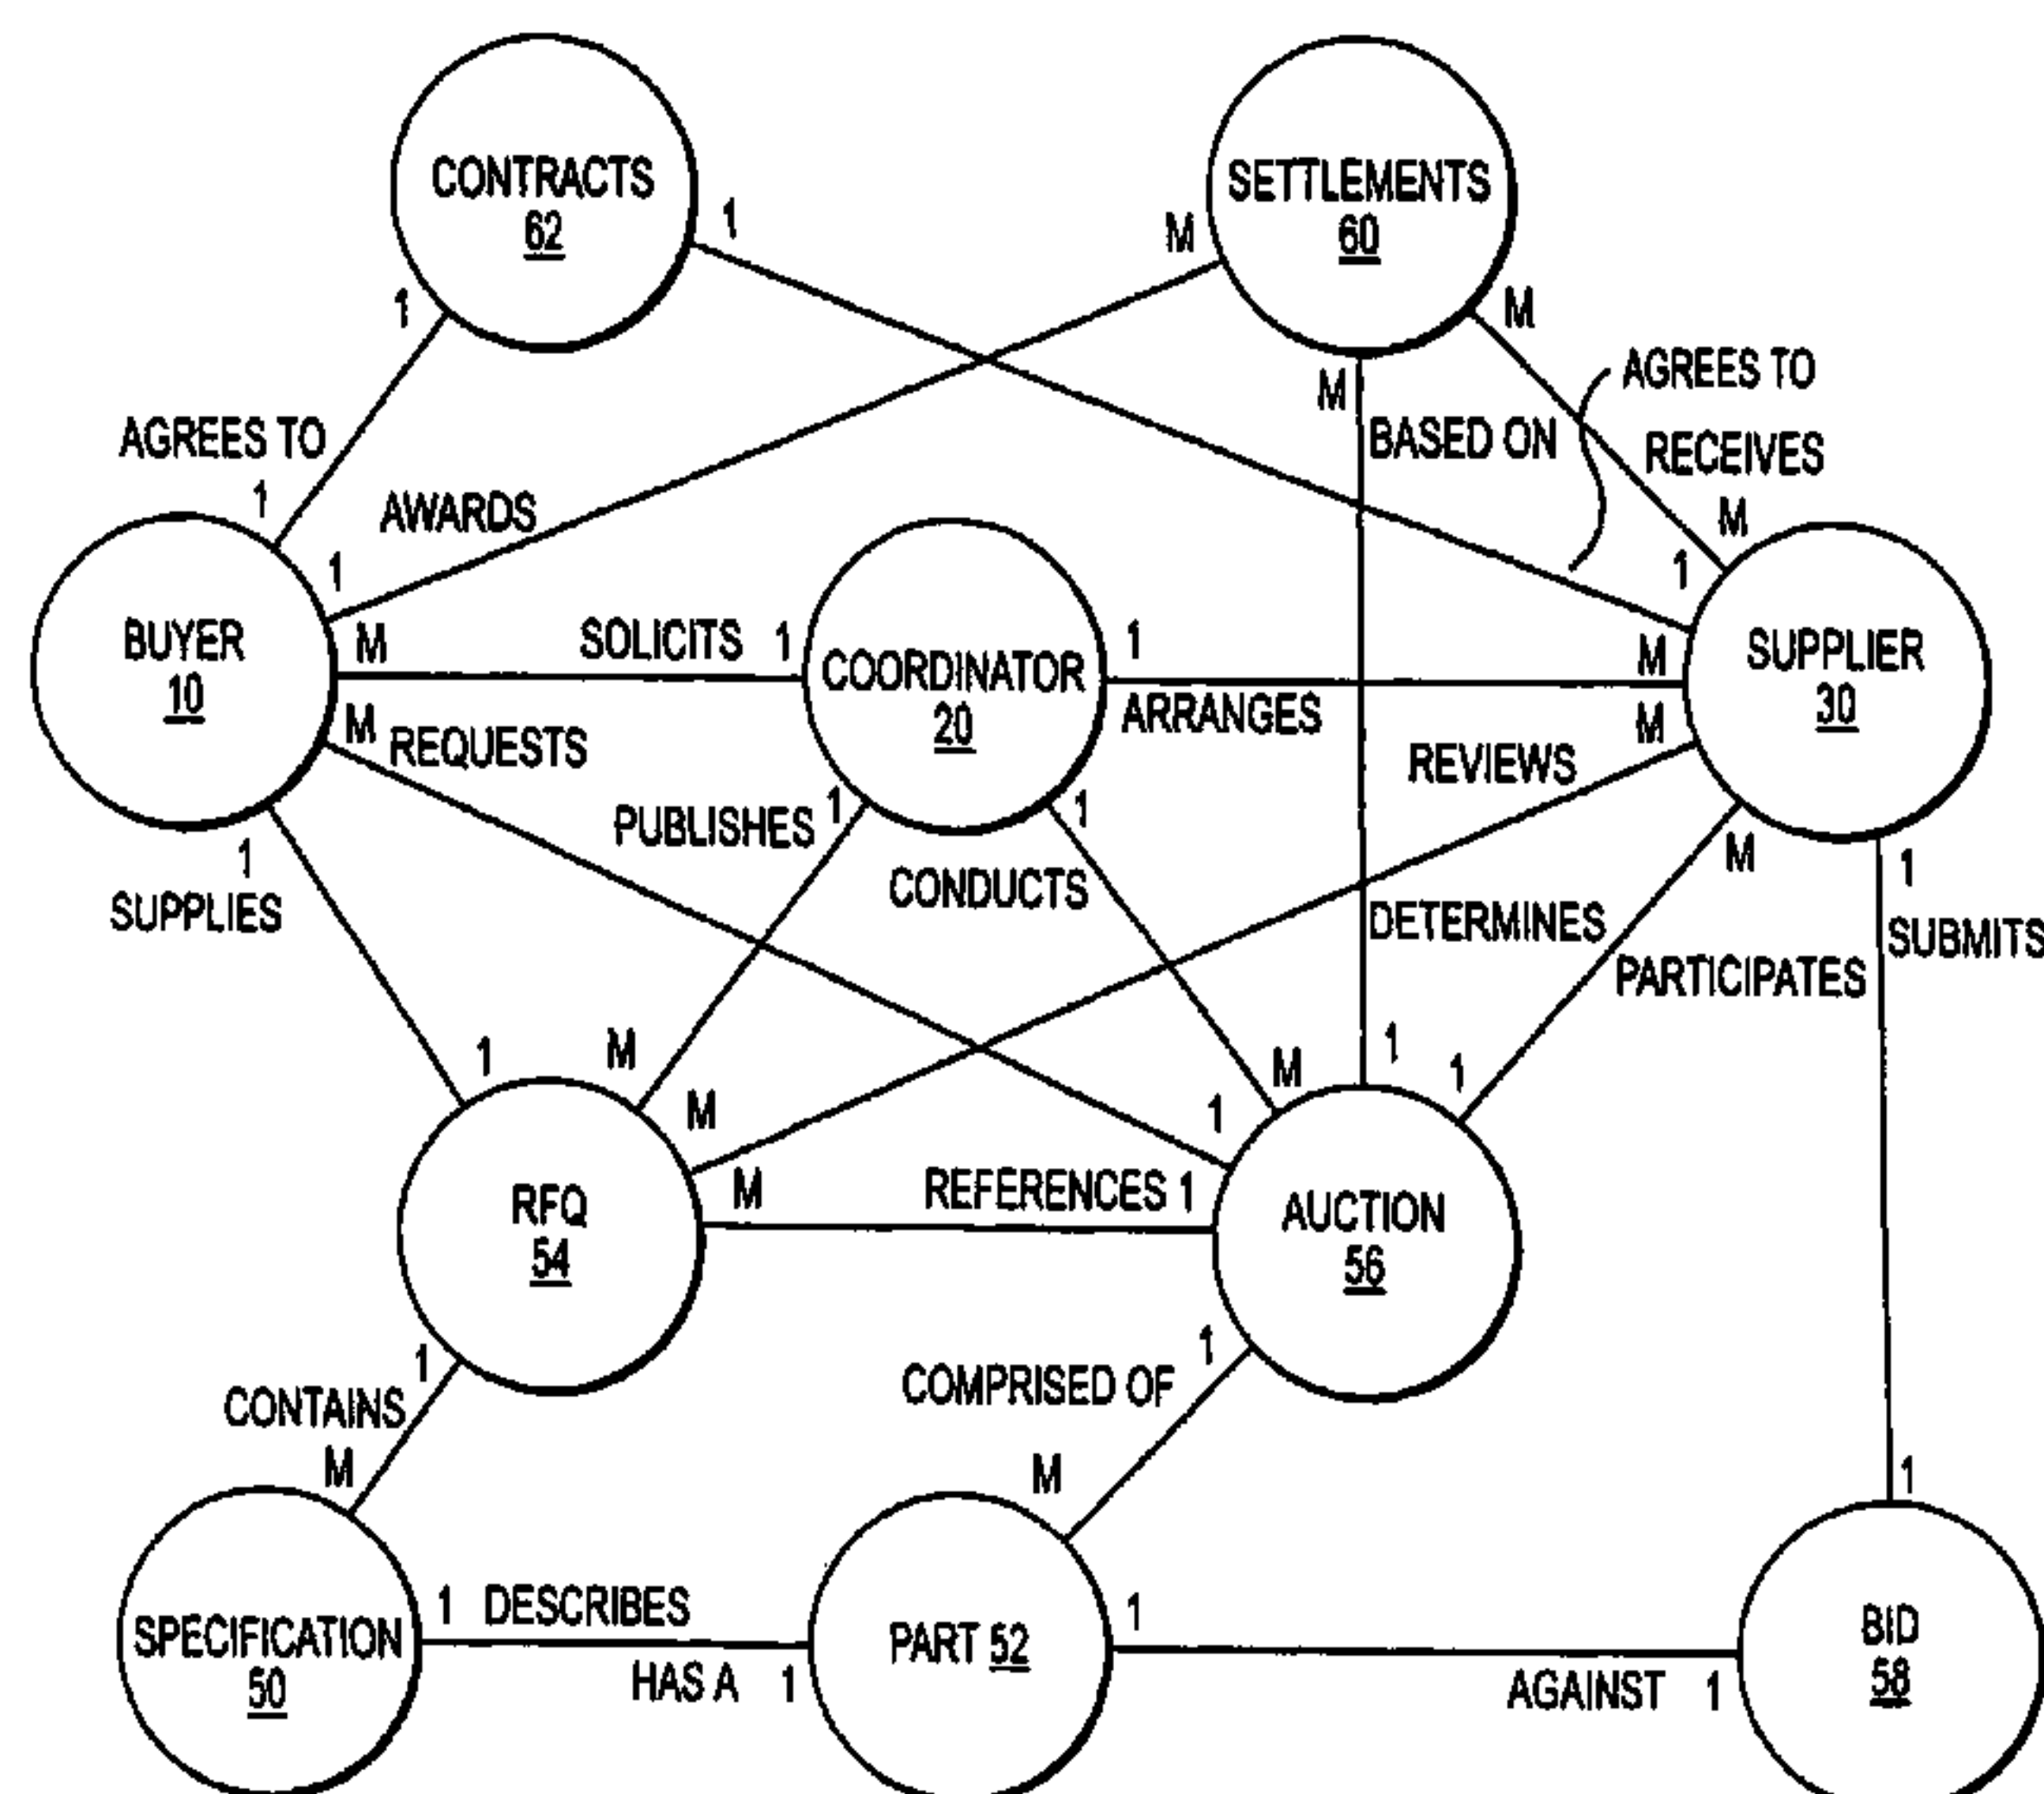 CONTRACTS
62
SETTLEMENTS
60
1
M
1
M
M
AGREES TO
AGREES TO
BASED ON
RECEIVES
1
AWARDS
M
1
1
BUYER
10
M
SOLICITS
1
COORDINATOR
20
1
ARRANGES
M
SUPPLIER
30
M
REQUESTS
REVIEWS
M
PUBLISHES
1
CONDUCTS
1
M
1
1
SUPPLIES
DETERMINES
SUBMITS
PARTICIPATES
1
M
M
1
1
M
1
RFQ
54
M
REFERENCES
1
AUCTION
56
1
CONTAINS
M
1
COMPRISED OF
M
1
SPECIFICATION
50
1
DESCRIBES
HAS A
1
PART 52
1
AGAINST
1
BID
58